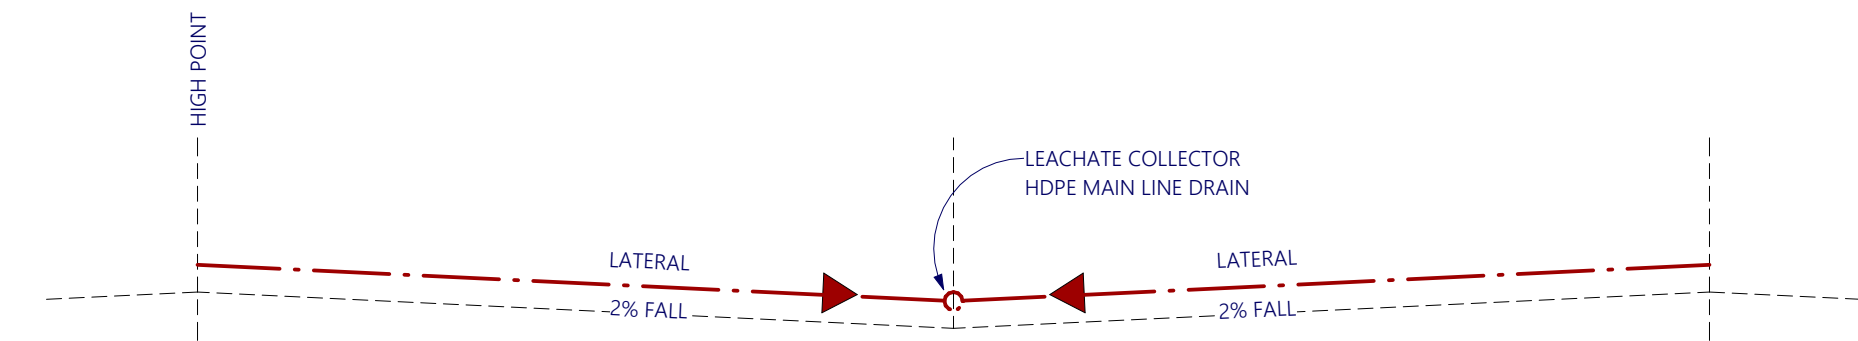 HIGH POINT
LEACHATE COLLECTOR
HDPE MAIN LINE DRAIN
LATERAL
LATERAL
2% FALL
2% FALL